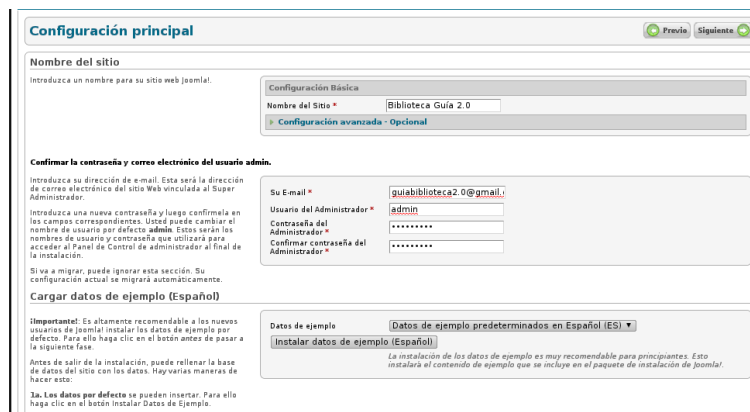 Configuración principal
Previo
Siguiente
Nombre del sitio
Introduzca un nombre para su sitio web Joomla!.
Configuración Básica
Nombre del Sitio *
Biblioteca Guía 2.0
Configuración avanzada - Opcional
Confirmar la contraseña y correo electrónico del usuario admin.
Introduzca su dirección de e-mail. Esta será la dirección
de correo electrónico del sitio Web vinculada al Super
Administrador.
Introduzca una nueva contraseña y luego confírmela en
los campos correspondientes. Usted puede cambiar el
nombre de usuario por defecto admin. Estos serán los
nombres de usuario y contraseña que utilizará para
acceder al Panel de Control de administrador al final de
la instalación.
Si va a migrar, puede ignorar esta sección. Su
configuración actual se migrará automáticamente.
Su E-mail *
guiabiblioteca2.0@gmail.
Usuario del Administrador *
admin
Contraseña del
Administrador *
•••••••••
Confirmar contraseña del
Administrador *
•••••••••
Cargar datos de ejemplo (Español)
¡Importante!: Es altamente recomendable a los nuevos
usuarios de Joomla! instalar los datos de ejemplo por
defecto. Para ello haga clic en el botón antes de pasar a
la siguiente fase.
Antes de salir de la instalación, puede rellenar la base
de datos del sitio con los datos. Hay varias maneras de
hacer esto:
1a. Los datos por defecto se pueden insertar. Para ello
haga clic en el botón Instalar Datos de Ejemplo.
Datos de ejemplo
Datos de ejemplo predeterminados en Español (ES)
Instalar datos de ejemplo (Español)
La instalación de los datos de ejemplo es muy recomendable para principiantes. Esto
instalará el contenido de ejemplo que se incluye en el paquete de instalación de Joomla!.